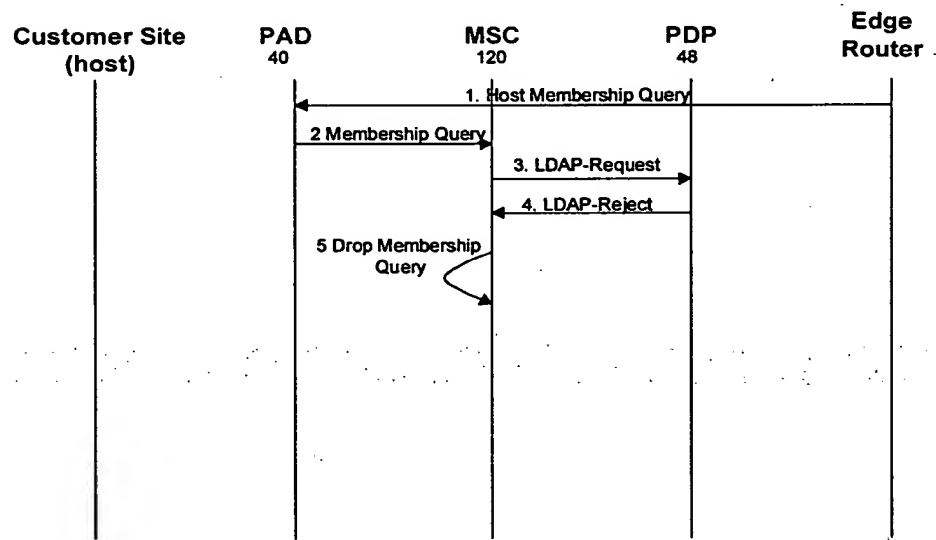 Customer Site
(host)
PAD
40
MSC
120
PDP
48
Edge
Router
1. Host Membership Query
2 Membership Query
3. LDAP-Request
4. LDAP-Reject
5 Drop Membership
Query